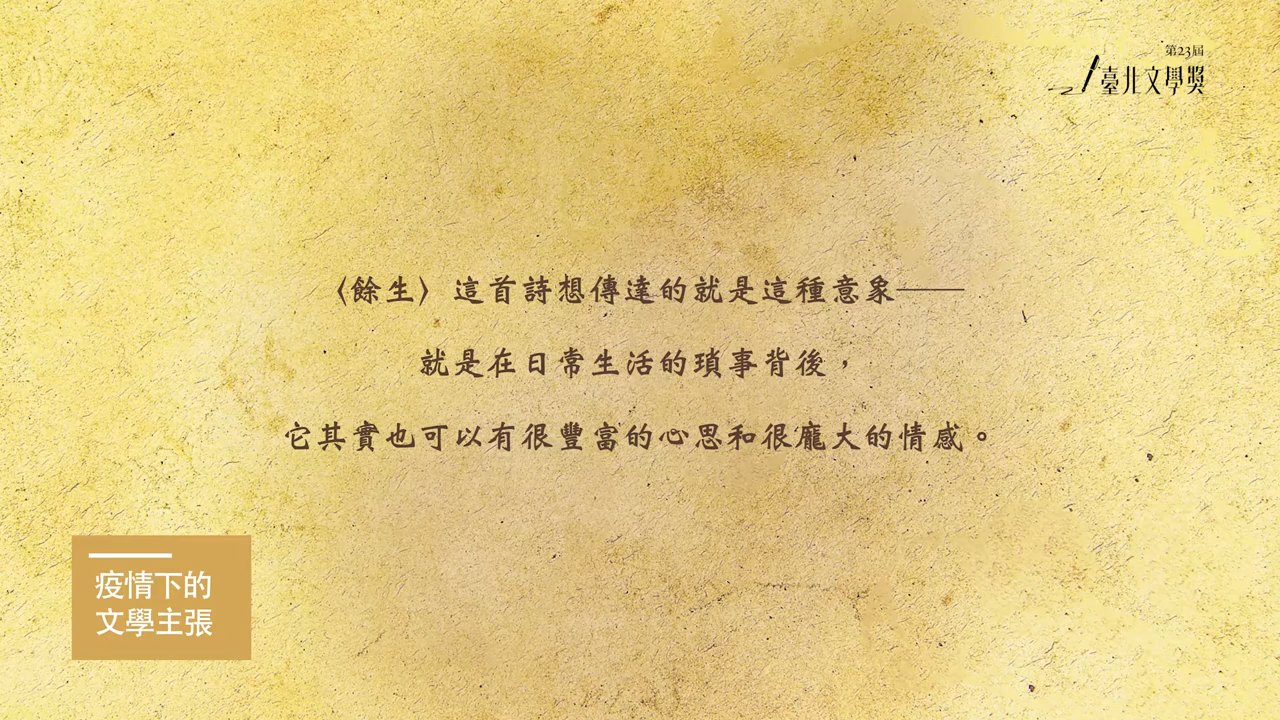 第23屆
臺北文學獎
〈餘生〉這首詩想傳達的就是這種意象——
就是在日常生活的瑣事背後，
它其實也可以有很豐富的心思和很龐大的情感。
疫情下的
文學主張